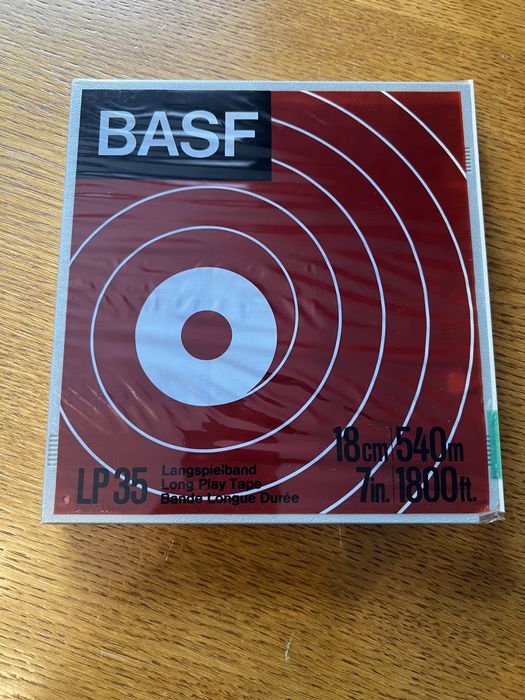 BASF
LP 35
Langspielband
Long Play Tape
Bande Longue Durée
18cm 540m
7in. 1800ft.